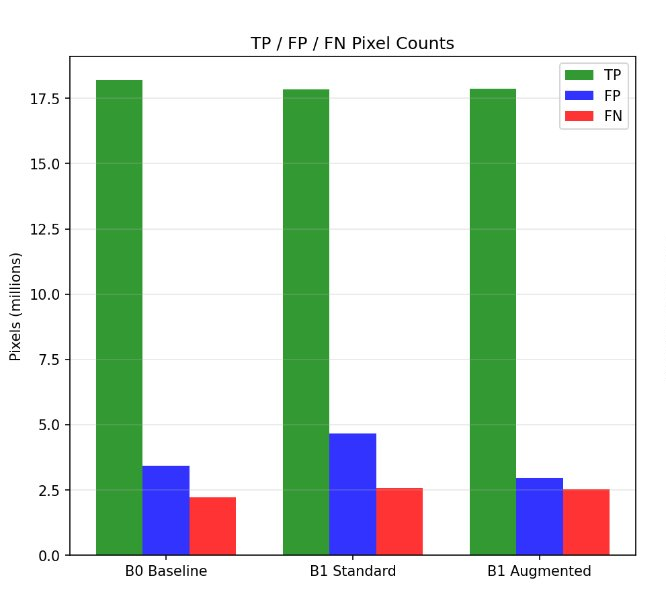 TP / FP / FN Pixel Counts
TP
FP
FN
Pixels (millions)
17.5
15.0
12.5
10.0
7.5
5.0
2.5
0.0
B0 Baseline
B1 Standard
B1 Augmented